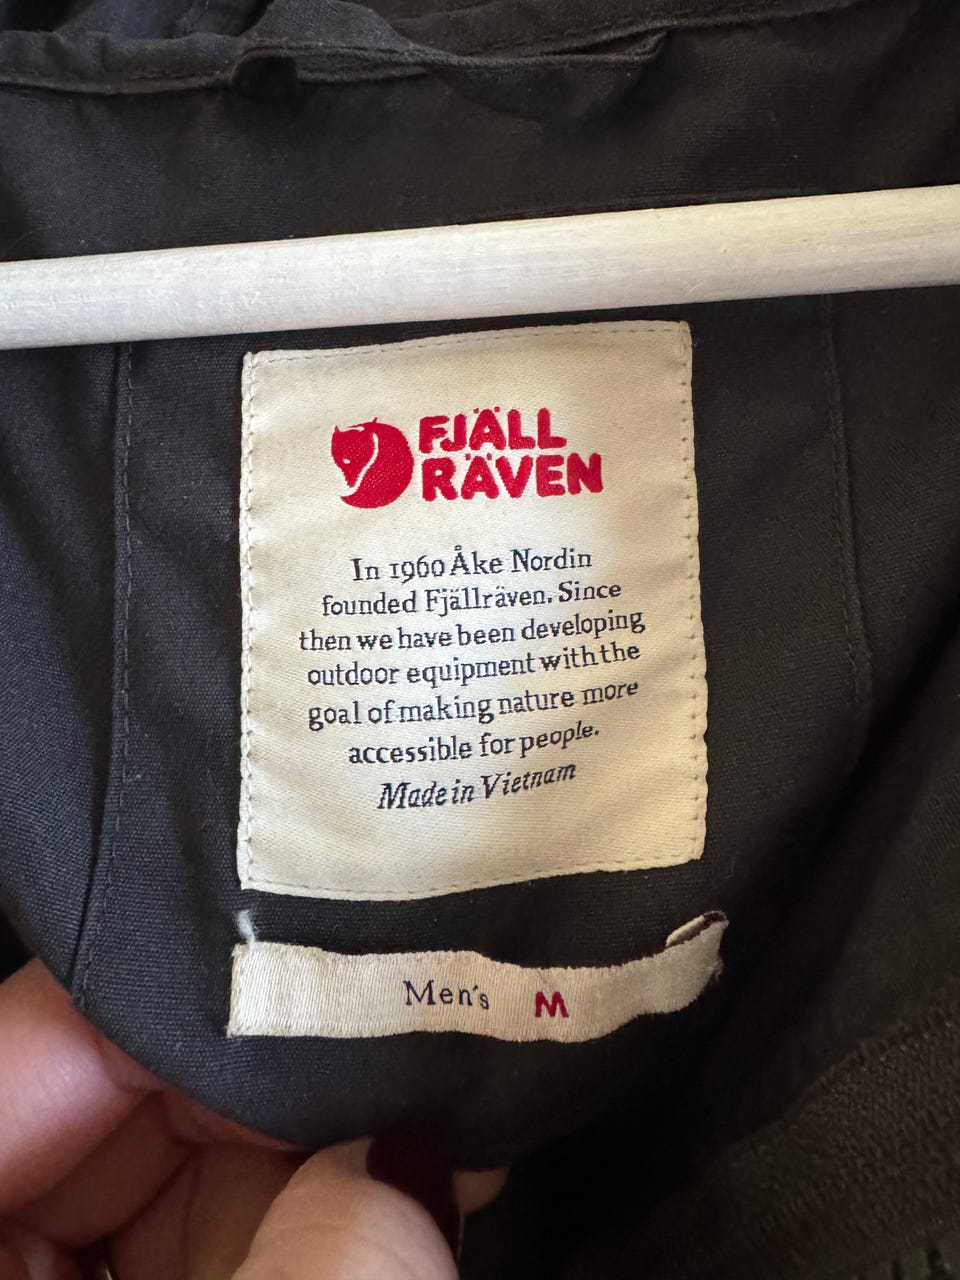 FJÄLL
RÄVEN
In 1960 Åke Nordin
founded Fjällräven. Since
then we have been developing
outdoor equipment with the
goal of making nature more
accessible for people.
Made in Vietnam
Men's M